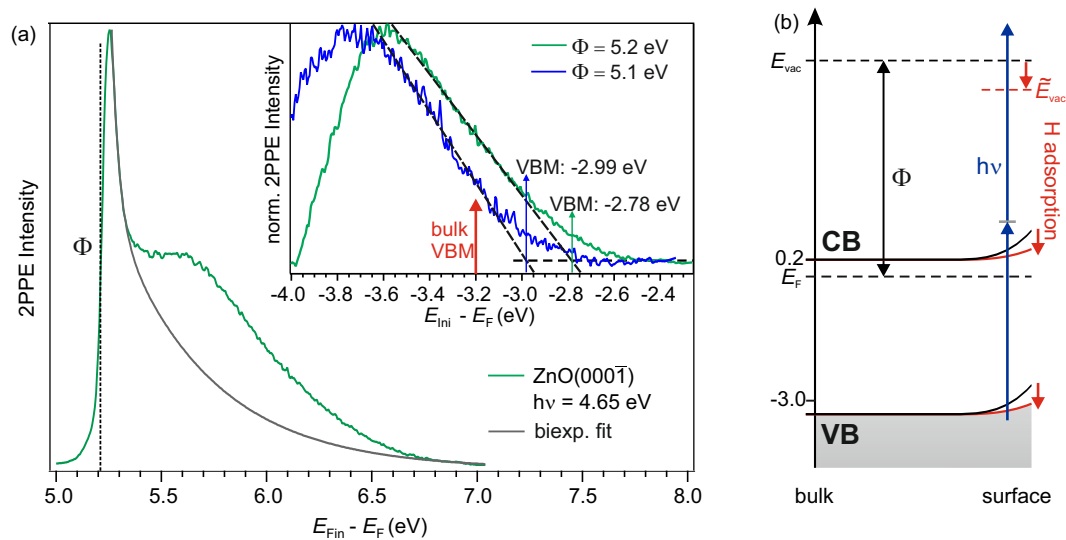 (a)
2PPE Intensity
Φ
5.0
5.5
6.0
6.5
7.0
7.5
8.0
E_Fin - E_F (eV)
ZnO(0001̅)
hν = 4.65 eV
biexp. fit
norm. 2PPE Intensity
Φ = 5.2 eV
Φ = 5.1 eV
VBM: -2.99 eV
VBM: -2.78 eV
bulk
VBM
-4.0
-3.8
-3.6
-3.4
-3.2
-3.0
-2.8
-2.6
-2.4
E_Ini - E_F (eV)
(b)
E_vac
Ẽ_vac
H adsorption
hν
Φ
CB
0.2
E_F
-3.0
VB
bulk
surface